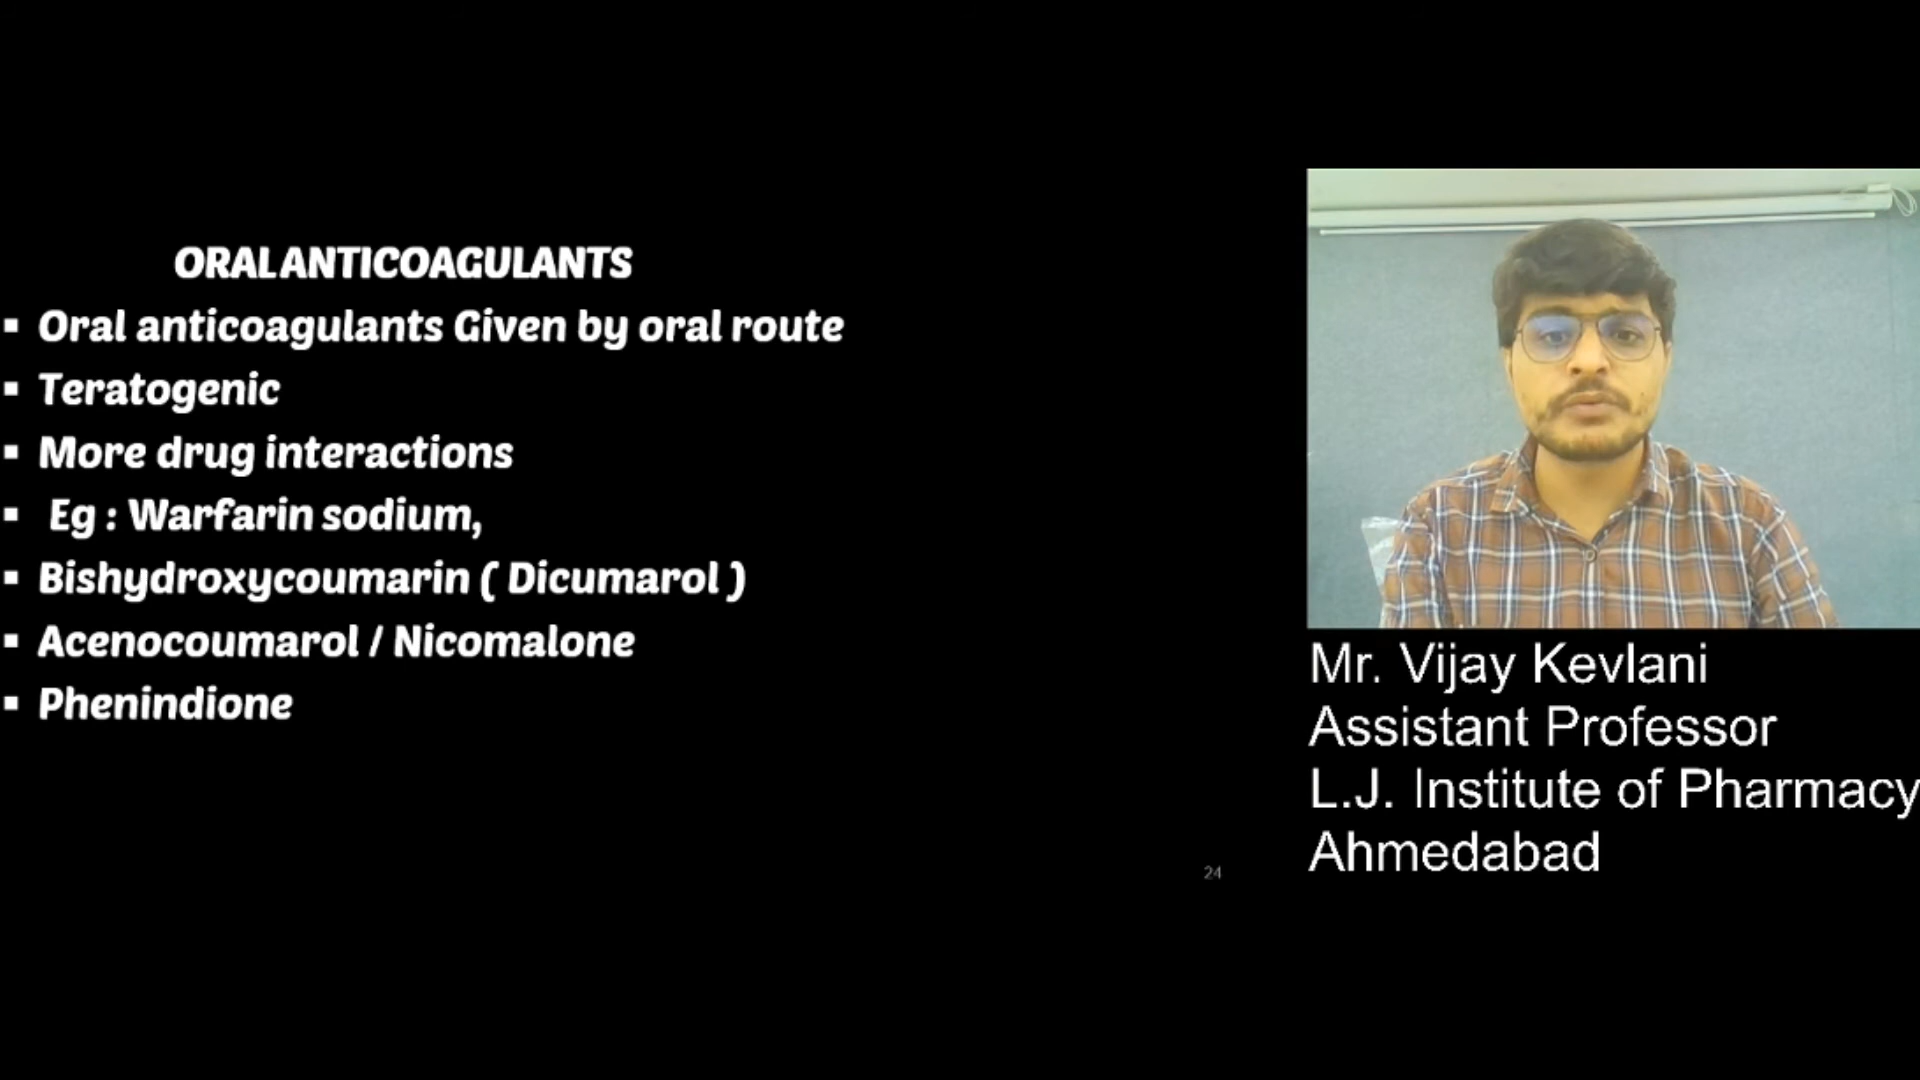 ORAL ANTICOAGULANTS
▪ Oral anticoagulants Given by oral route
▪ Teratogenic
▪ More drug interactions
▪ Eg : Warfarin sodium,
▪ Bishydroxycoumarin ( Dicumarol )
▪ Acenocoumarol / Nicomalone
▪ Phenindione
24
Mr. Vijay Kevlani
Assistant Professor
L.J. Institute of Pharmacy
Ahmedabad